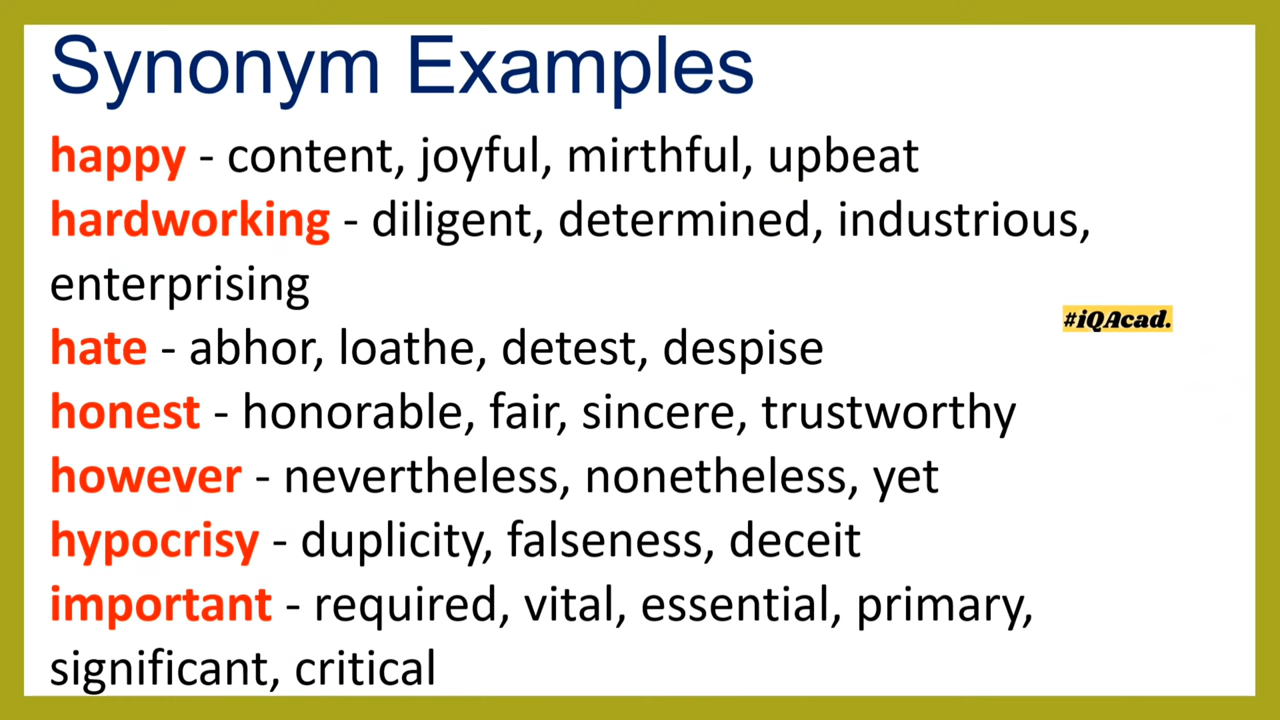 Synonym Examples
happy - content, joyful, mirthful, upbeat
hardworking - diligent, determined, industrious,
enterprising
#iQAcad.
hate - abhor, loathe, detest, despise
honest - honorable, fair, sincere, trustworthy
however - nevertheless, nonetheless, yet
hypocrisy - duplicity, falseness, deceit
important - required, vital, essential, primary,
significant, critical